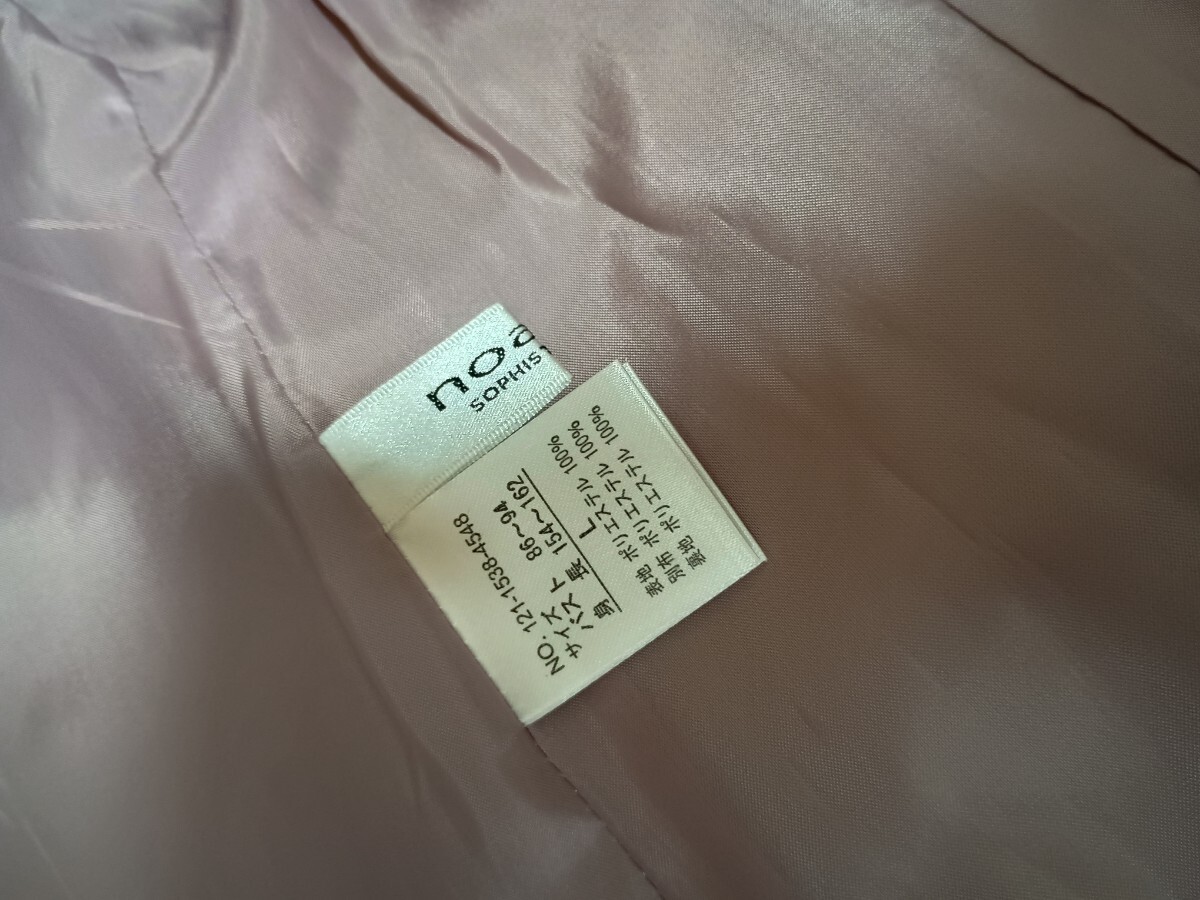 noa
SOPHIS
NO. 121-1538-4548
サイズ
バスト 86〜94
身 長 154〜162
L
表地 ポリエステル 100%
別布 ポリエステル 100%
裏地 ポリエステル 100%